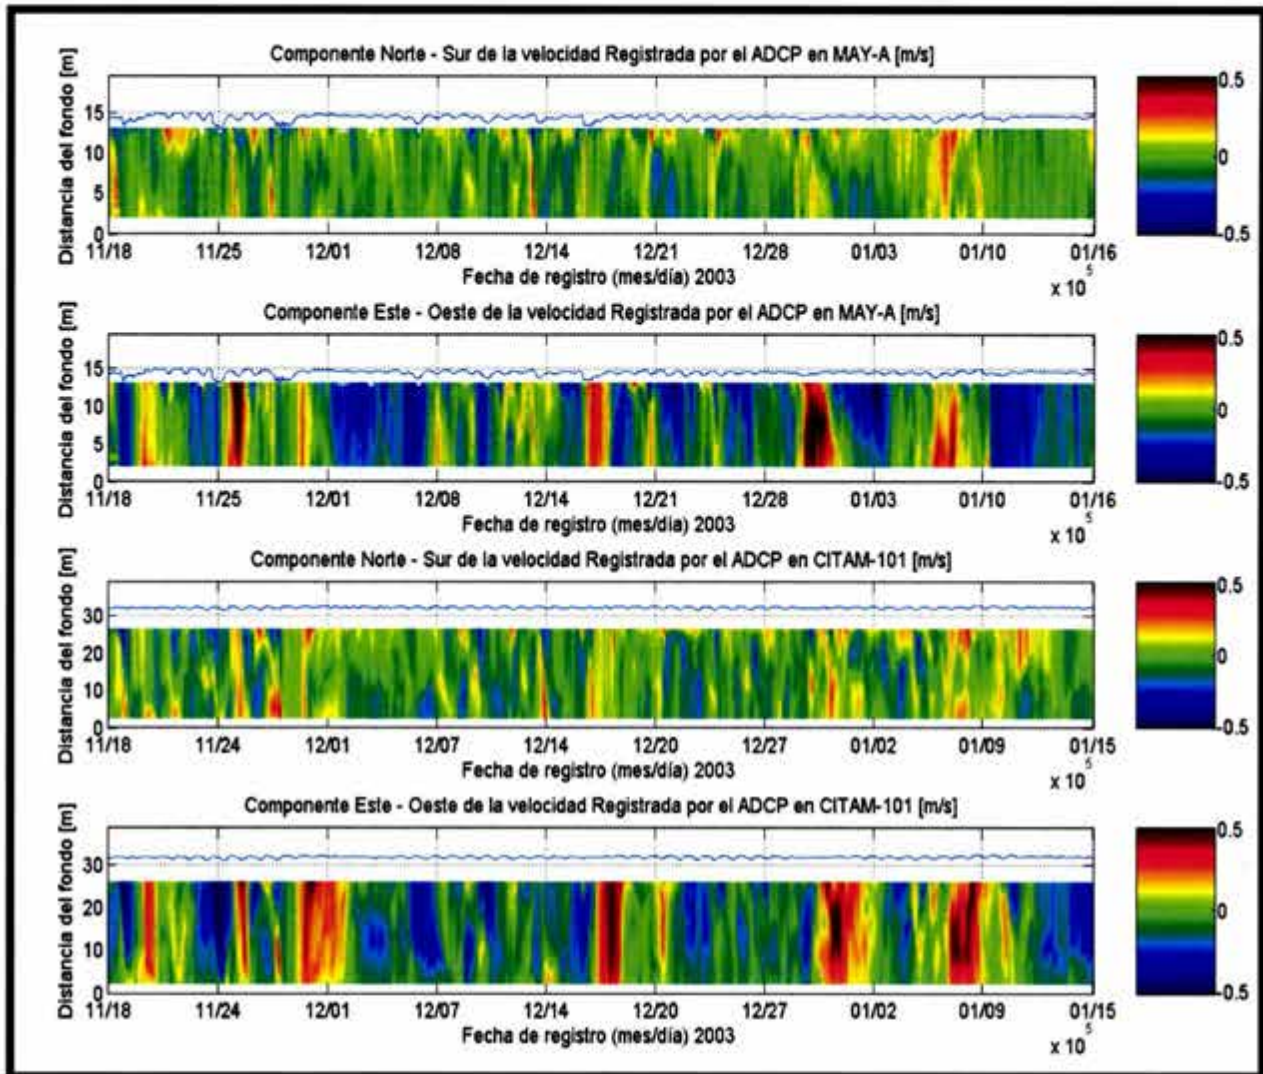 Componente Norte - Sur de la velocidad Registrada por el ADCP en MAY-A [m/s]
Distancia del fondo [m]
15
10
5
0
11/18 11/25 12/01 12/08 12/14 12/21 12/28 01/03 01/10 01/16
Fecha de registro (mes/día) 2003
x 10^5
0.5
0
-0.5
Componente Este - Oeste de la velocidad Registrada por el ADCP en MAY-A [m/s]
Distancia del fondo [m]
15
10
5
0
11/18 11/25 12/01 12/08 12/14 12/21 12/28 01/03 01/10 01/16
Fecha de registro (mes/día) 2003
x 10^5
0.5
0
-0.5
Componente Norte - Sur de la velocidad Registrada por el ADCP en CITAM-101 [m/s]
Distancia del fondo [m]
30
20
10
0
11/18 11/24 12/01 12/07 12/14 12/20 12/27 01/02 01/09 01/15
Fecha de registro (mes/día) 2003
x 10^5
0.5
0
-0.5
Componente Este - Oeste de la velocidad Registrada por el ADCP en CITAM-101 [m/s]
Distancia del fondo [m]
30
20
10
0
11/18 11/24 12/01 12/07 12/14 12/20 12/27 01/02 01/09 01/15
Fecha de registro (mes/día) 2003
x 10^5
0.5
0
-0.5